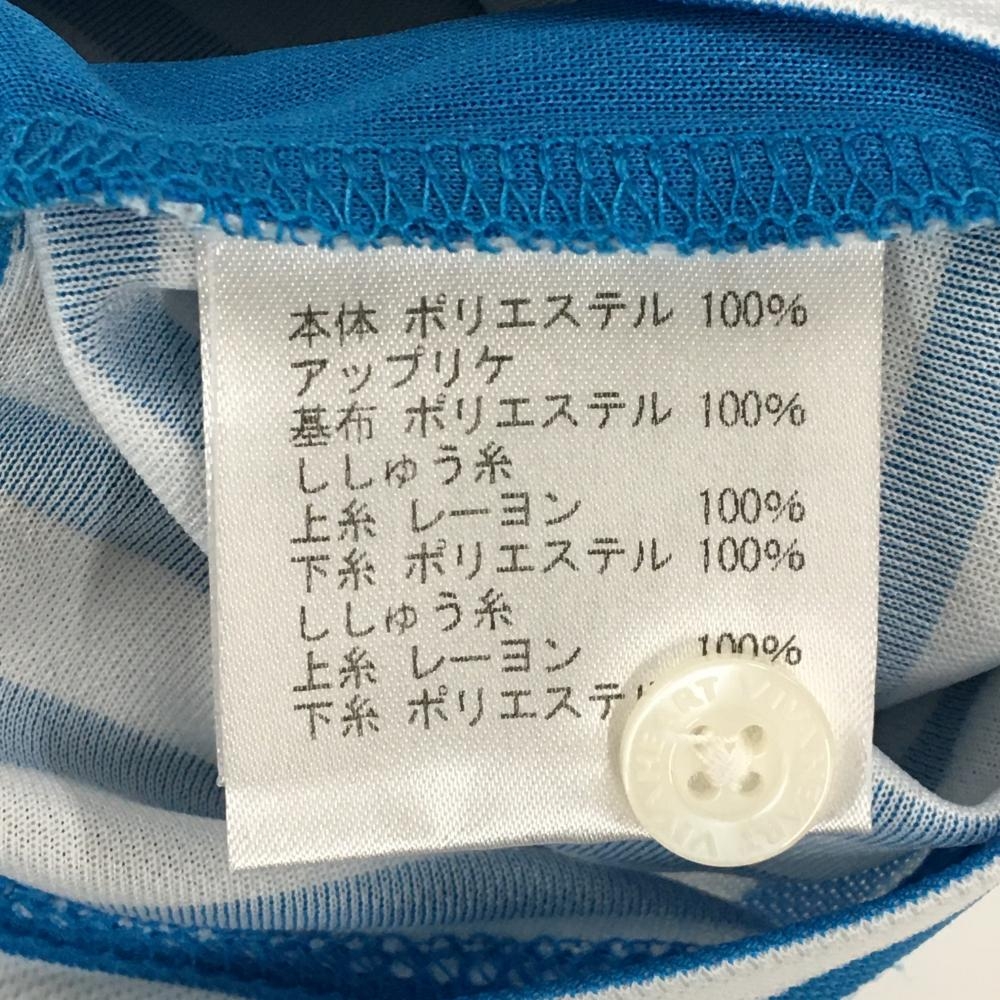 本体 ポリエステル 100%
アップリケ
基布 ポリエステル 100%
ししゅう糸
上糸 レーヨン 100%
下糸 ポリエステル 100%
ししゅう糸
上糸 レーヨン 100%
下糸 ポリエステ